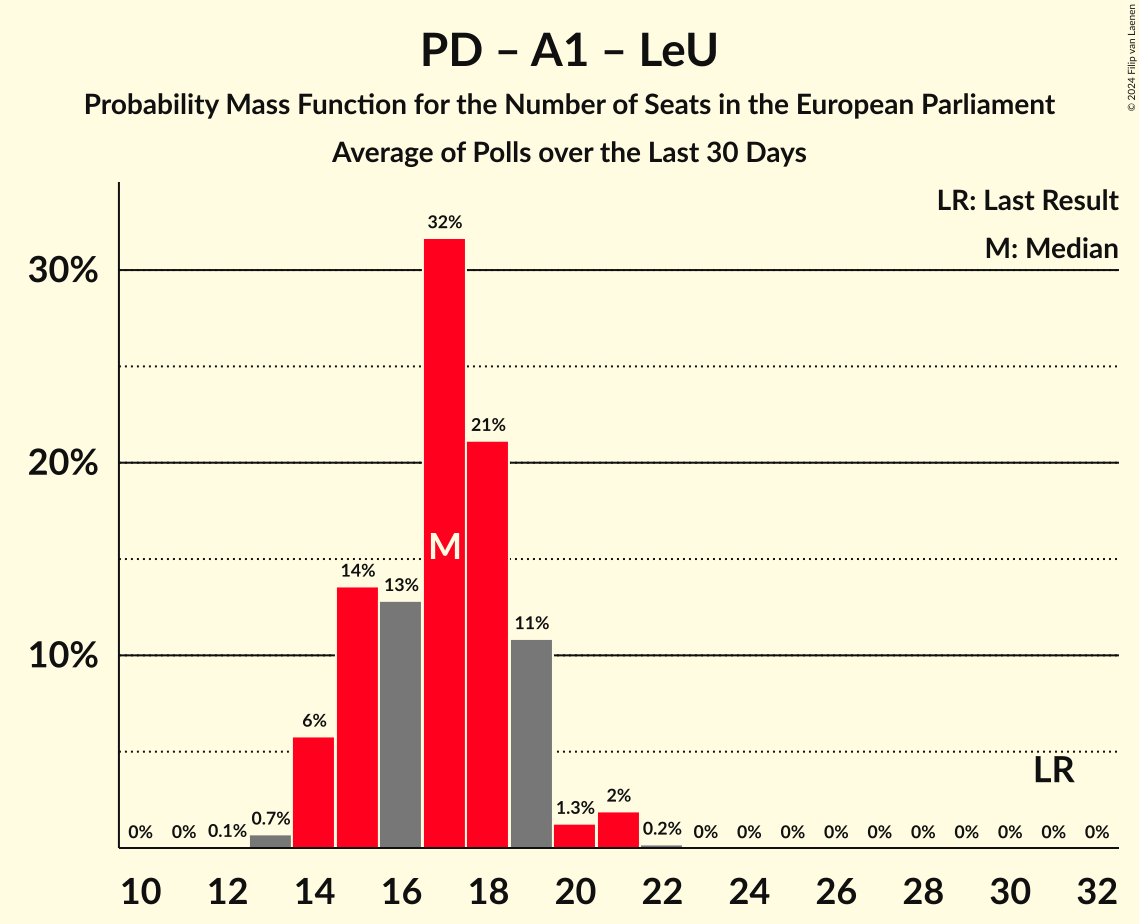 PD – A1 – LeU
Probability Mass Function for the Number of Seats in the European Parliament
Average of Polls over the Last 30 Days
© 2024 Filip van Laenen
LR: Last Result
M: Median
30%
20%
10%
0% 0% 0.1% 0.7% 6% 14% 13% 32% 21% 11% 1.3% 2% 0.2% 0% 0% 0% 0% 0% 0% 0% 0% 0% 0%
M
LR
10 12 14 16 18 20 22 24 26 28 30 32